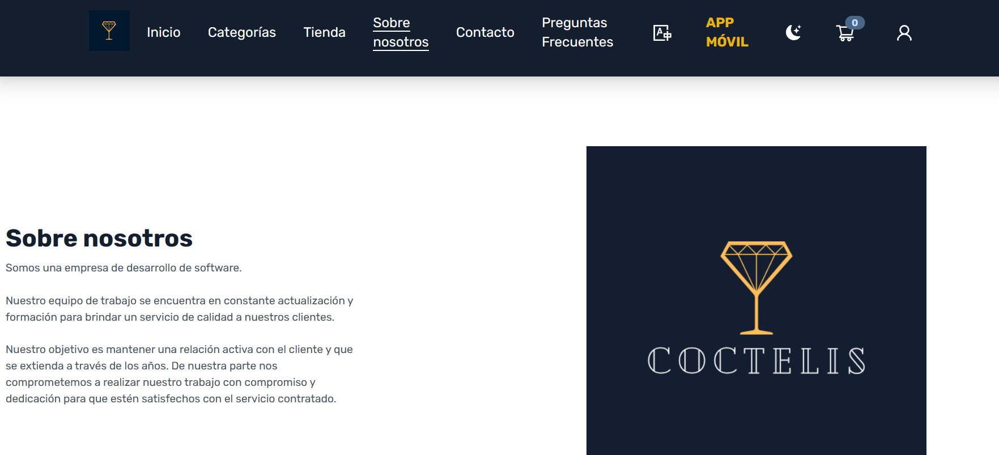 Inicio
Categorías
Tienda
Sobre
nosotros
Contacto
Preguntas
Frecuentes
A
APP
MÓVIL
0
Sobre nosotros
Somos una empresa de desarrollo de software.
Nuestro equipo de trabajo se encuentra en constante actualización y
formación para brindar un servicio de calidad a nuestros clientes.
Nuestro objetivo es mantener una relación activa con el cliente y que
se extienda a través de los años. De nuestra parte nos
comprometemos a realizar nuestro trabajo con compromiso y
dedicación para que estén satisfechos con el servicio contratado.
COCTELIS